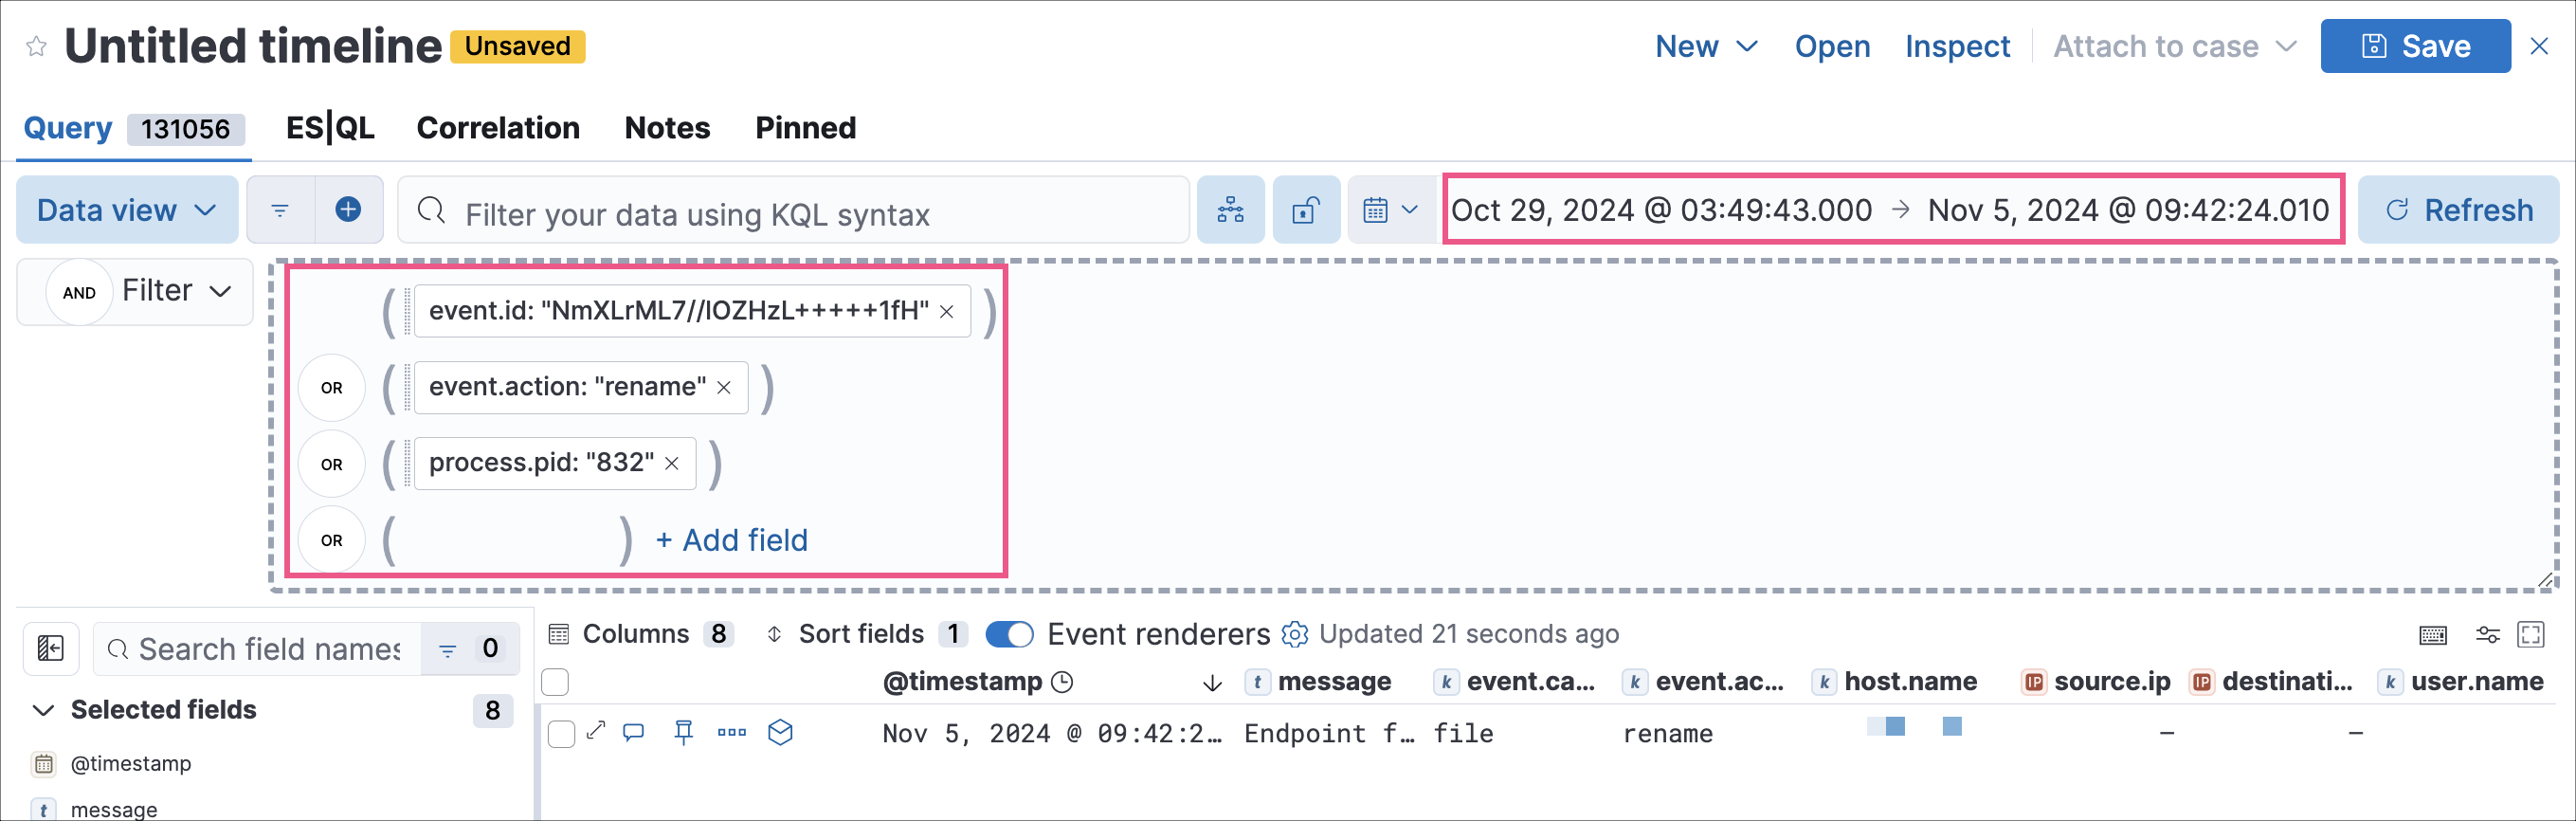 Untitled timeline Unsaved New Open Inspect Attach to case Save
Query 131056 ES|QL Correlation Notes Pinned
Data view Filter your data using KQL syntax Oct 29, 2024 @ 03:49:43.000 → Nov 5, 2024 @ 09:42:24.010 Refresh
AND Filter
( event.id: "NmXLrML7//IOZHzL+++++1fH" × )
OR ( event.action: "rename" × )
OR ( process.pid: "832" × )
OR ( ) + Add field
Search field names 0 Columns 8 Sort fields 1 Event renderers Updated 21 seconds ago
@timestamp t message k event.ca... k event.ac... k host.name IP source.ip IP destinati... k user.name
Selected fields 8
Nov 5, 2024 @ 09:42:2… Endpoint f… file rename — —
@timestamp
t message